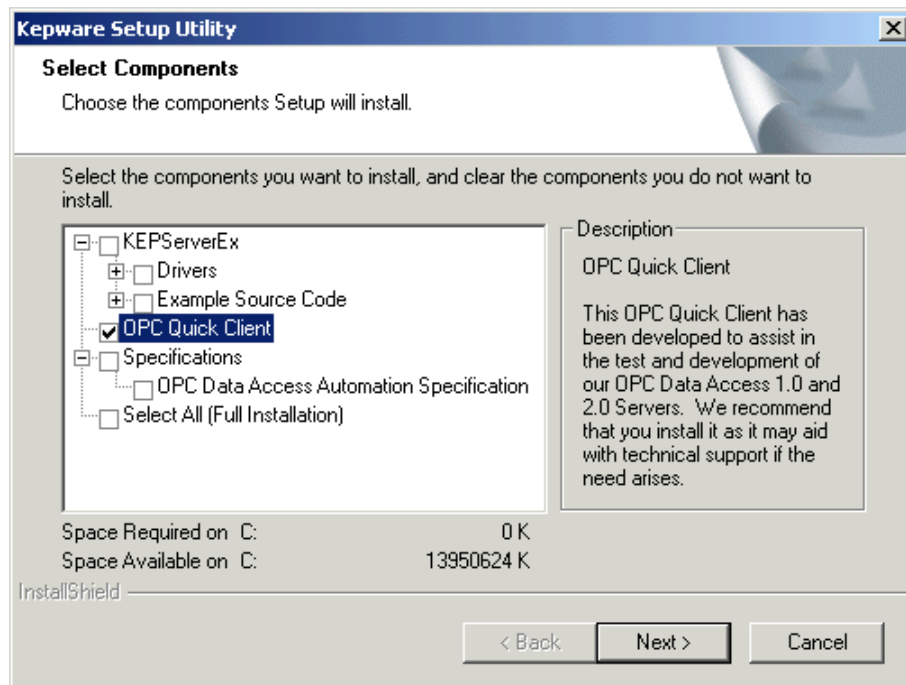 Kepware Setup Utility
Select Components
Choose the components Setup will install.
Select the components you want to install, and clear the components you do not want to
install.
KEPServerEx
Drivers
Example Source Code
OPC Quick Client
Specifications
OPC Data Access Automation Specification
Select All (Full Installation)
Description
OPC Quick Client
This OPC Quick Client has
been developed to assist in
the test and development of
our OPC Data Access 1.0 and
2.0 Servers. We recommend
that you install it as it may aid
with technical support if the
need arises.
Space Required on C: 0 K
Space Available on C: 13950624 K
InstallShield
< Back
Next >
Cancel